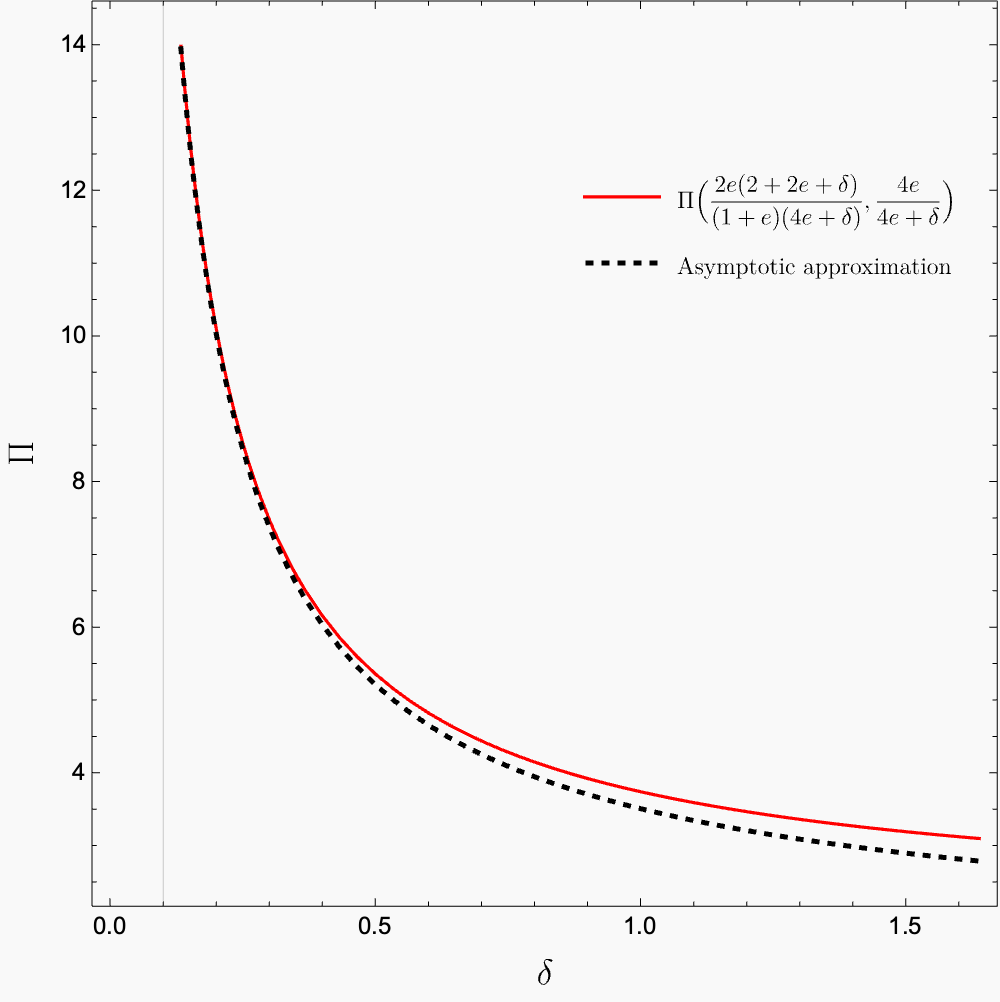 14
12
10
8
6
4
Π
Π(2e(2 + 2e + δ)/(1 + e)(4e + δ), 4e/4e + δ)
Asymptotic approximation
0.0 0.5 1.0 1.5
δ